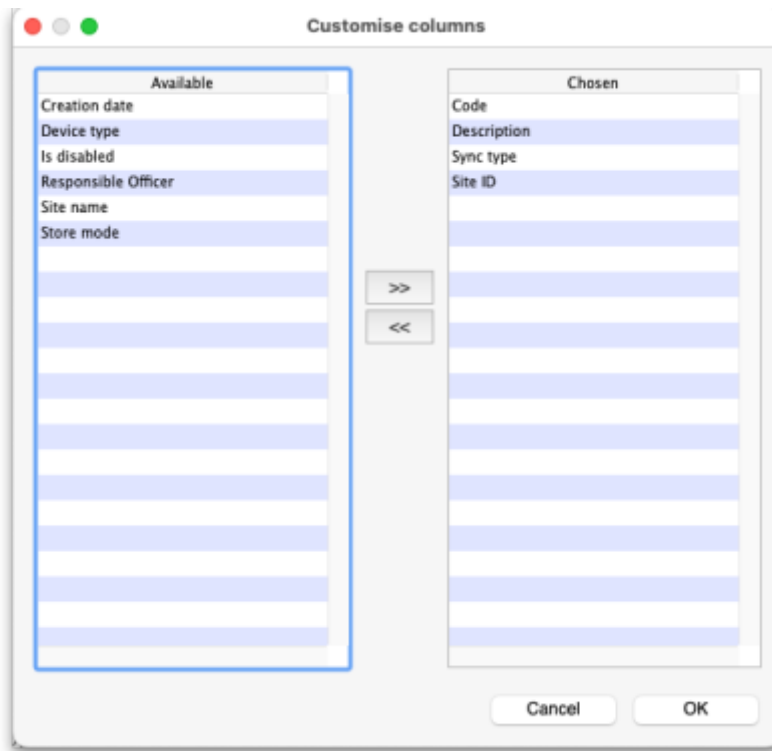 Customise columns
Available
Creation date
Device type
Is disabled
Responsible Officer
Site name
Store mode
>>
<<
Chosen
Code
Description
Sync type
Site ID
Cancel
OK